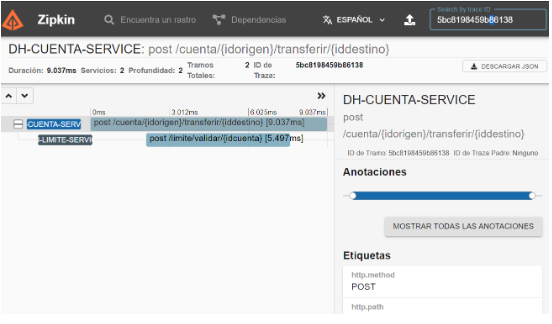 Zipkin
Encuentra un rastro
Dependencias
ESPAÑOL
Search by trace ID
5bc8198459b86138
DH-CUENTA-SERVICE: post /cuenta/{idorigen}/transferir/{iddestino}
Duración: 9.037ms Servicios: 2 Profundidad: 2 Tramos Totales: 2 ID de Traza: 5bc8198459b86138
DESCARGAR JSON
0ms 3.012ms 6.025ms 9.037ms
CUENTA-SERV post /cuenta/{idorigen}/transferir/{iddestino} [9.037ms]
-LIMITE-SERVI post /limite/validar/{idcuenta} [5.497ms]
DH-CUENTA-SERVICE
post
/cuenta/{idorigen}/transferir/{iddestino}
ID de Tramo: 5bc8198459b86138 ID de Traza Padre: Ninguno
Anotaciones
MOSTRAR TODAS LAS ANOTACIONES
Etiquetas
http.method
POST
http.path